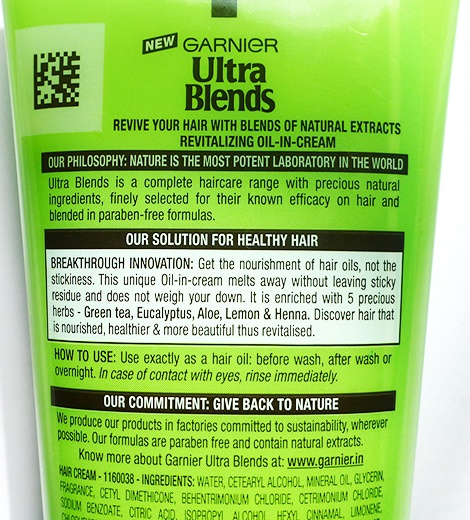 NEW GARNIER
Ultra
Blends
REVIVE YOUR HAIR WITH BLENDS OF NATURAL EXTRACTS
REVITALIZING OIL-IN-CREAM
OUR PHILOSOPHY: NATURE IS THE MOST POTENT LABORATORY IN THE WORLD
Ultra Blends is a complete haircare range with precious natural
ingredients, finely selected for their known efficacy on hair and
blended in paraben-free formulas.
OUR SOLUTION FOR HEALTHY HAIR
BREAKTHROUGH INNOVATION: Get the nourishment of hair oils, not the
stickiness. This unique Oil-in-cream melts away without leaving sticky
residue and does not weigh your down. It is enriched with 5 precious
herbs - Green tea, Eucalyptus, Aloe, Lemon & Henna. Discover hair that
is nourished, healthier & more beautiful thus revitalised.
HOW TO USE: Use exactly as a hair oil: before wash, after wash or
overnight. In case of contact with eyes, rinse immediately.
OUR COMMITMENT: GIVE BACK TO NATURE
We produce our products in factories committed to sustainability, wherever
possible. Our formulas are paraben free and contain natural extracts.
Know more about Garnier Ultra Blends at: www.garnier.in
HAIR CREAM - 1160038 - INGREDIENTS: WATER, CETEARYL ALCOHOL, MINERAL OIL, GLYCERIN,
FRAGRANCE, CETYL DIMETHICONE, BEHENTRIMONIUM CHLORIDE, CETRIMONIUM CHLORIDE,
SODIUM BENZOATE, CITRIC ACID, ISOPROPYL ALCOHOL, HEXYL CINNAMAL, LIMONENE,